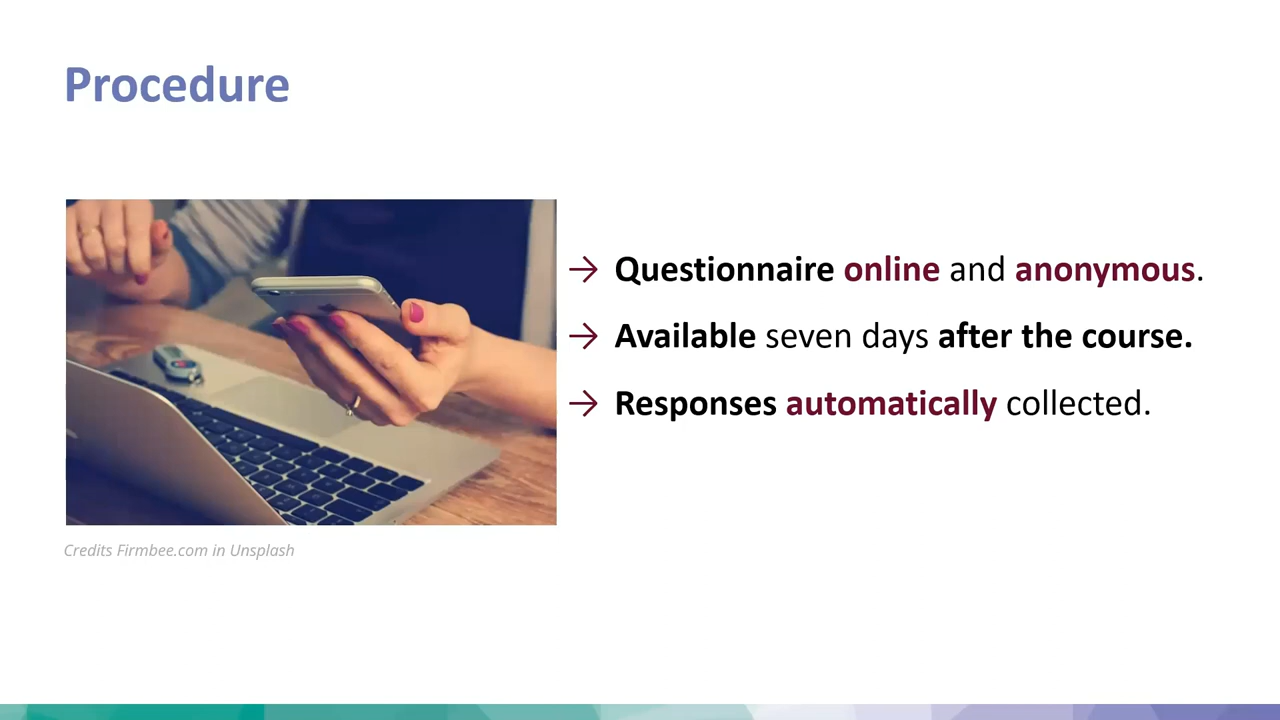 Procedure
→ Questionnaire online and anonymous.
→ Available seven days after the course.
→ Responses automatically collected.
Credits Firmbee.com in Unsplash